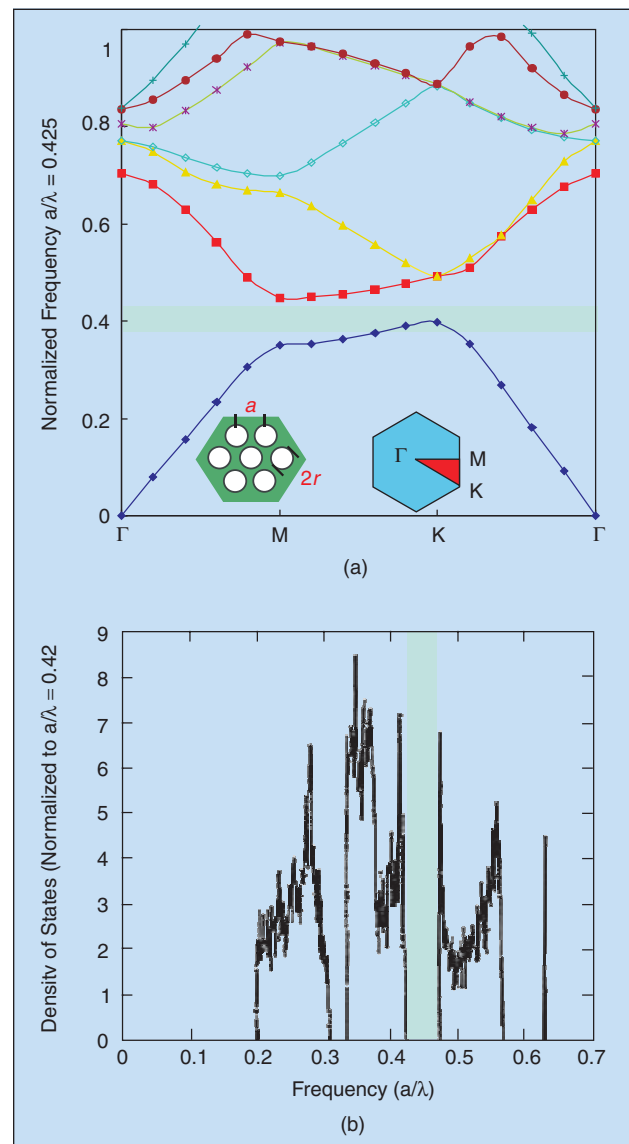 Normalized Frequency a/λ = 0.425
1
0.8
0.6
0.4
0.2
0
Γ
M
K
Γ
a
2r
Γ
M
K
(a)
Density of States (Normalized to a/λ = 0.42
9
8
7
6
5
4
3
2
1
0
0
0.1
0.2
0.3
0.4
0.5
0.6
0.7
Frequency (a/λ)
(b)